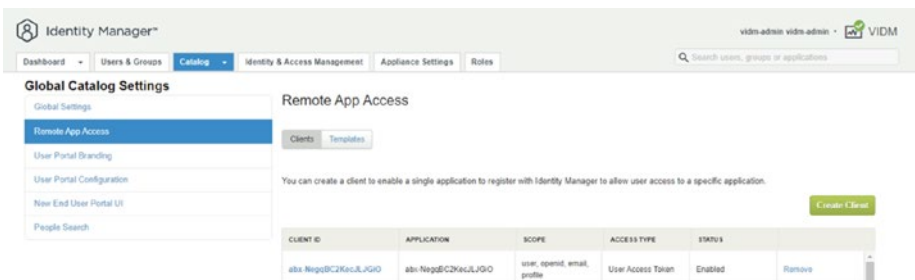 Identity Manager™
vidm-admin vidm-admin
VIDM
Dashboard Users & Groups Catalog Identity & Access Management Appliance Settings Roles
Search users, groups or applications
Global Catalog Settings
Global Settings
Remote App Access
User Portal Branding
User Portal Configuration
New End User Portal UI
People Search
Remote App Access
Clients Templates
You can create a client to enable a single application to register with Identity Manager to allow user access to a specific application.
Create Client
CLIENT ID APPLICATION SCOPE ACCESS TYPE STATUS
abx-NegqBC2KecJLJGiO abx-NegqBC2KecJLJGiO user, openid, email, User Access Token Enabled Remove
profile